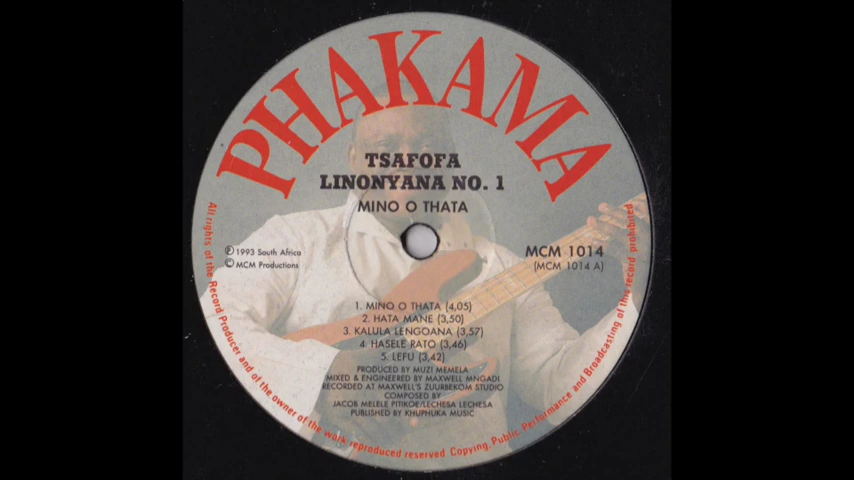 PHAKAMA
TSAFOFA
LINONYANA NO. 1
MINO O THATA
℗ 1993 South Africa
© MCM Productions
MCM 1014
(MCM 1014 A)
1. MINO O THATA (4,05)
2. HATA MANE (3,50)
3. KALULA LENGOANA (3,57)
4. HASELE RATO (3,46)
5. LEFU (3,42)
PRODUCED BY MUZI MEMELA
MIXED & ENGINEERED BY MAXWELL MNGADI
RECORDED AT MAXWELL'S ZUURBEKOM STUDIO
COMPOSED BY
JACOB MELELE PITIKOE/LECHESA LECHESA
PUBLISHED BY KHUPHUKA MUSIC
All rights of the Record Producer and of the owner of the work reproduced reserved Copying, Public Performance and Broadcasting of this record prohibited